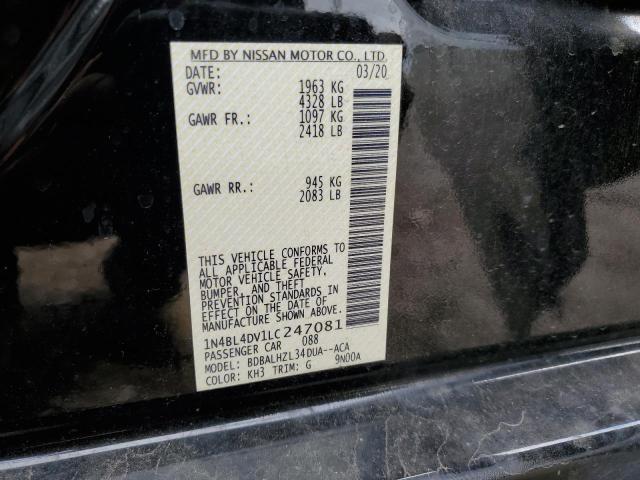 MFD BY NISSAN MOTOR CO., LTD.
DATE: 03/20
GVWR: 1963 KG
4328 LB
GAWR FR.: 1097 KG
2418 LB
GAWR RR.: 945 KG
2083 LB
THIS VEHICLE CONFORMS TO
ALL APPLICABLE FEDERAL
MOTOR VEHICLE SAFETY,
BUMPER, AND THEFT
PREVENTION STANDARDS IN
EFFECT ON THE DATE OF
MANUFACTURE SHOWN ABOVE.
1N4BL4DV1LC247081
PASSENGER CAR 088
MODEL: BDBALHZL34DUA--ACA
COLOR: KH3 TRIM: G 9N00A